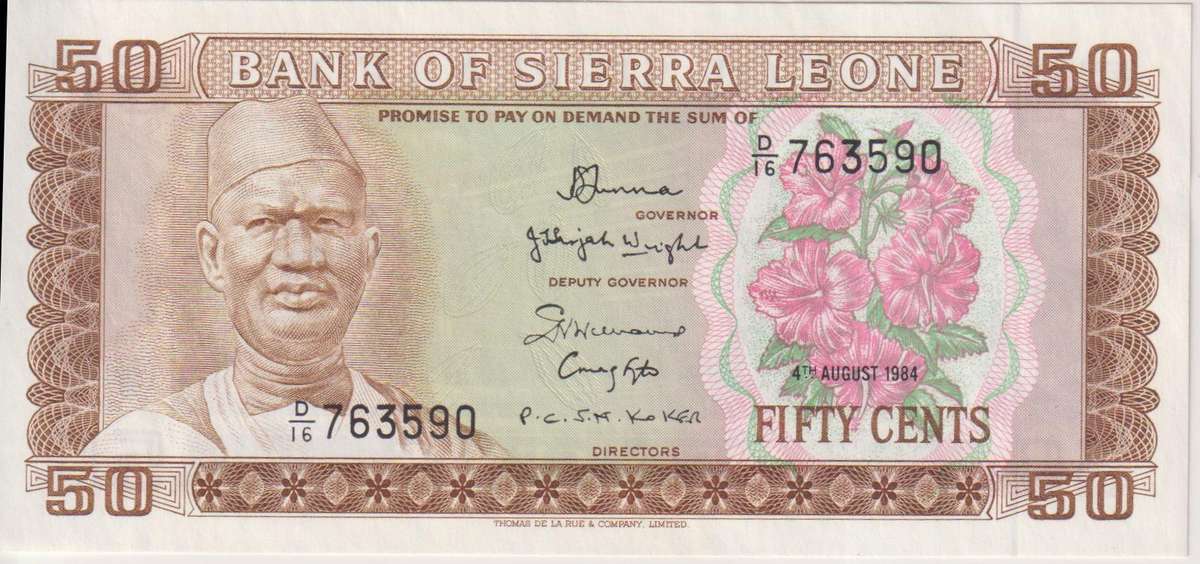 50 BANK OF SIERRA LEONE 50
PROMISE TO PAY ON DEMAND THE SUM OF
D/16 763590
GOVERNOR
Wright
DEPUTY GOVERNOR
4TH AUGUST 1984
D/16 763590
P.C.S.N. KOKER
FIFTY CENTS
DIRECTORS
50 50
THOMAS DE LA RUE & COMPANY, LIMITED.